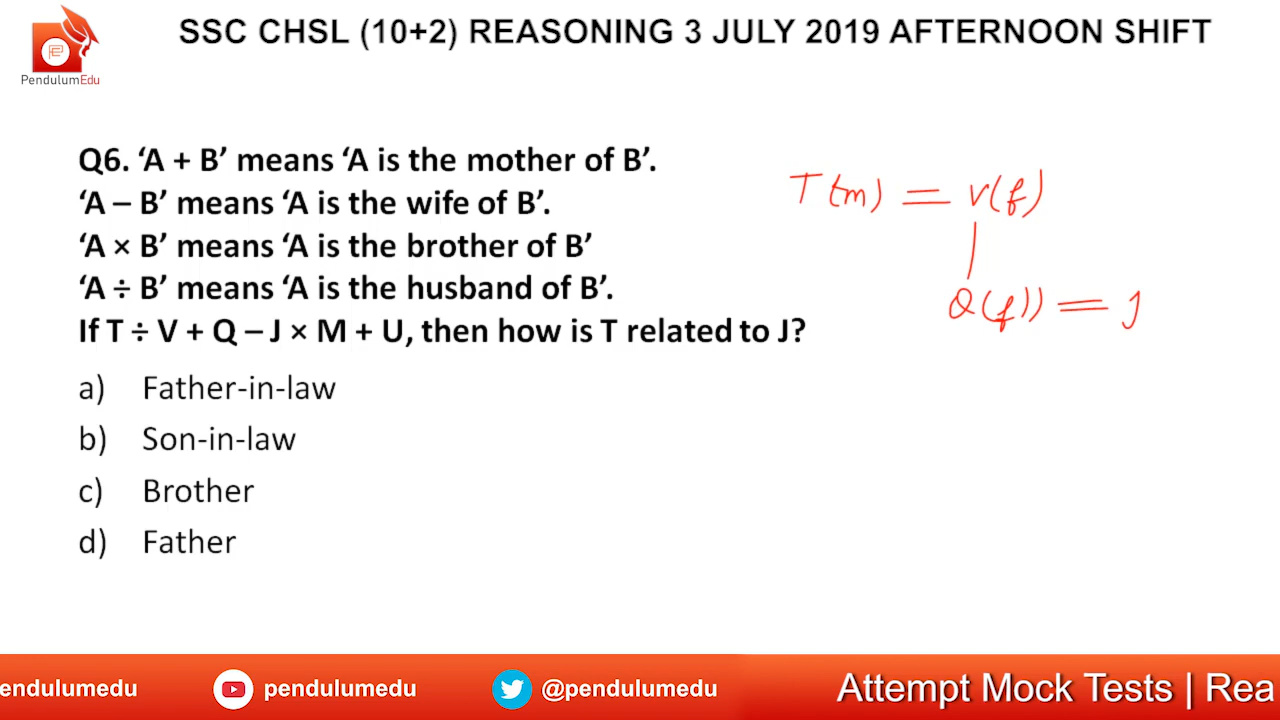 SSC CHSL (10+2) REASONING 3 JULY 2019 AFTERNOON SHIFT
PendulumEdu
Q6. ‘A + B’ means ‘A is the mother of B’.
‘A – B’ means ‘A is the wife of B’.
‘A × B’ means ‘A is the brother of B’
‘A ÷ B’ means ‘A is the husband of B’.
If T ÷ V + Q – J × M + U, then how is T related to J?
a) Father-in-law
b) Son-in-law
c) Brother
d) Father
T(m) = V(f)
Q(f)) = J
endulumedu
pendulumedu
@pendulumedu
Attempt Mock Tests | Rea